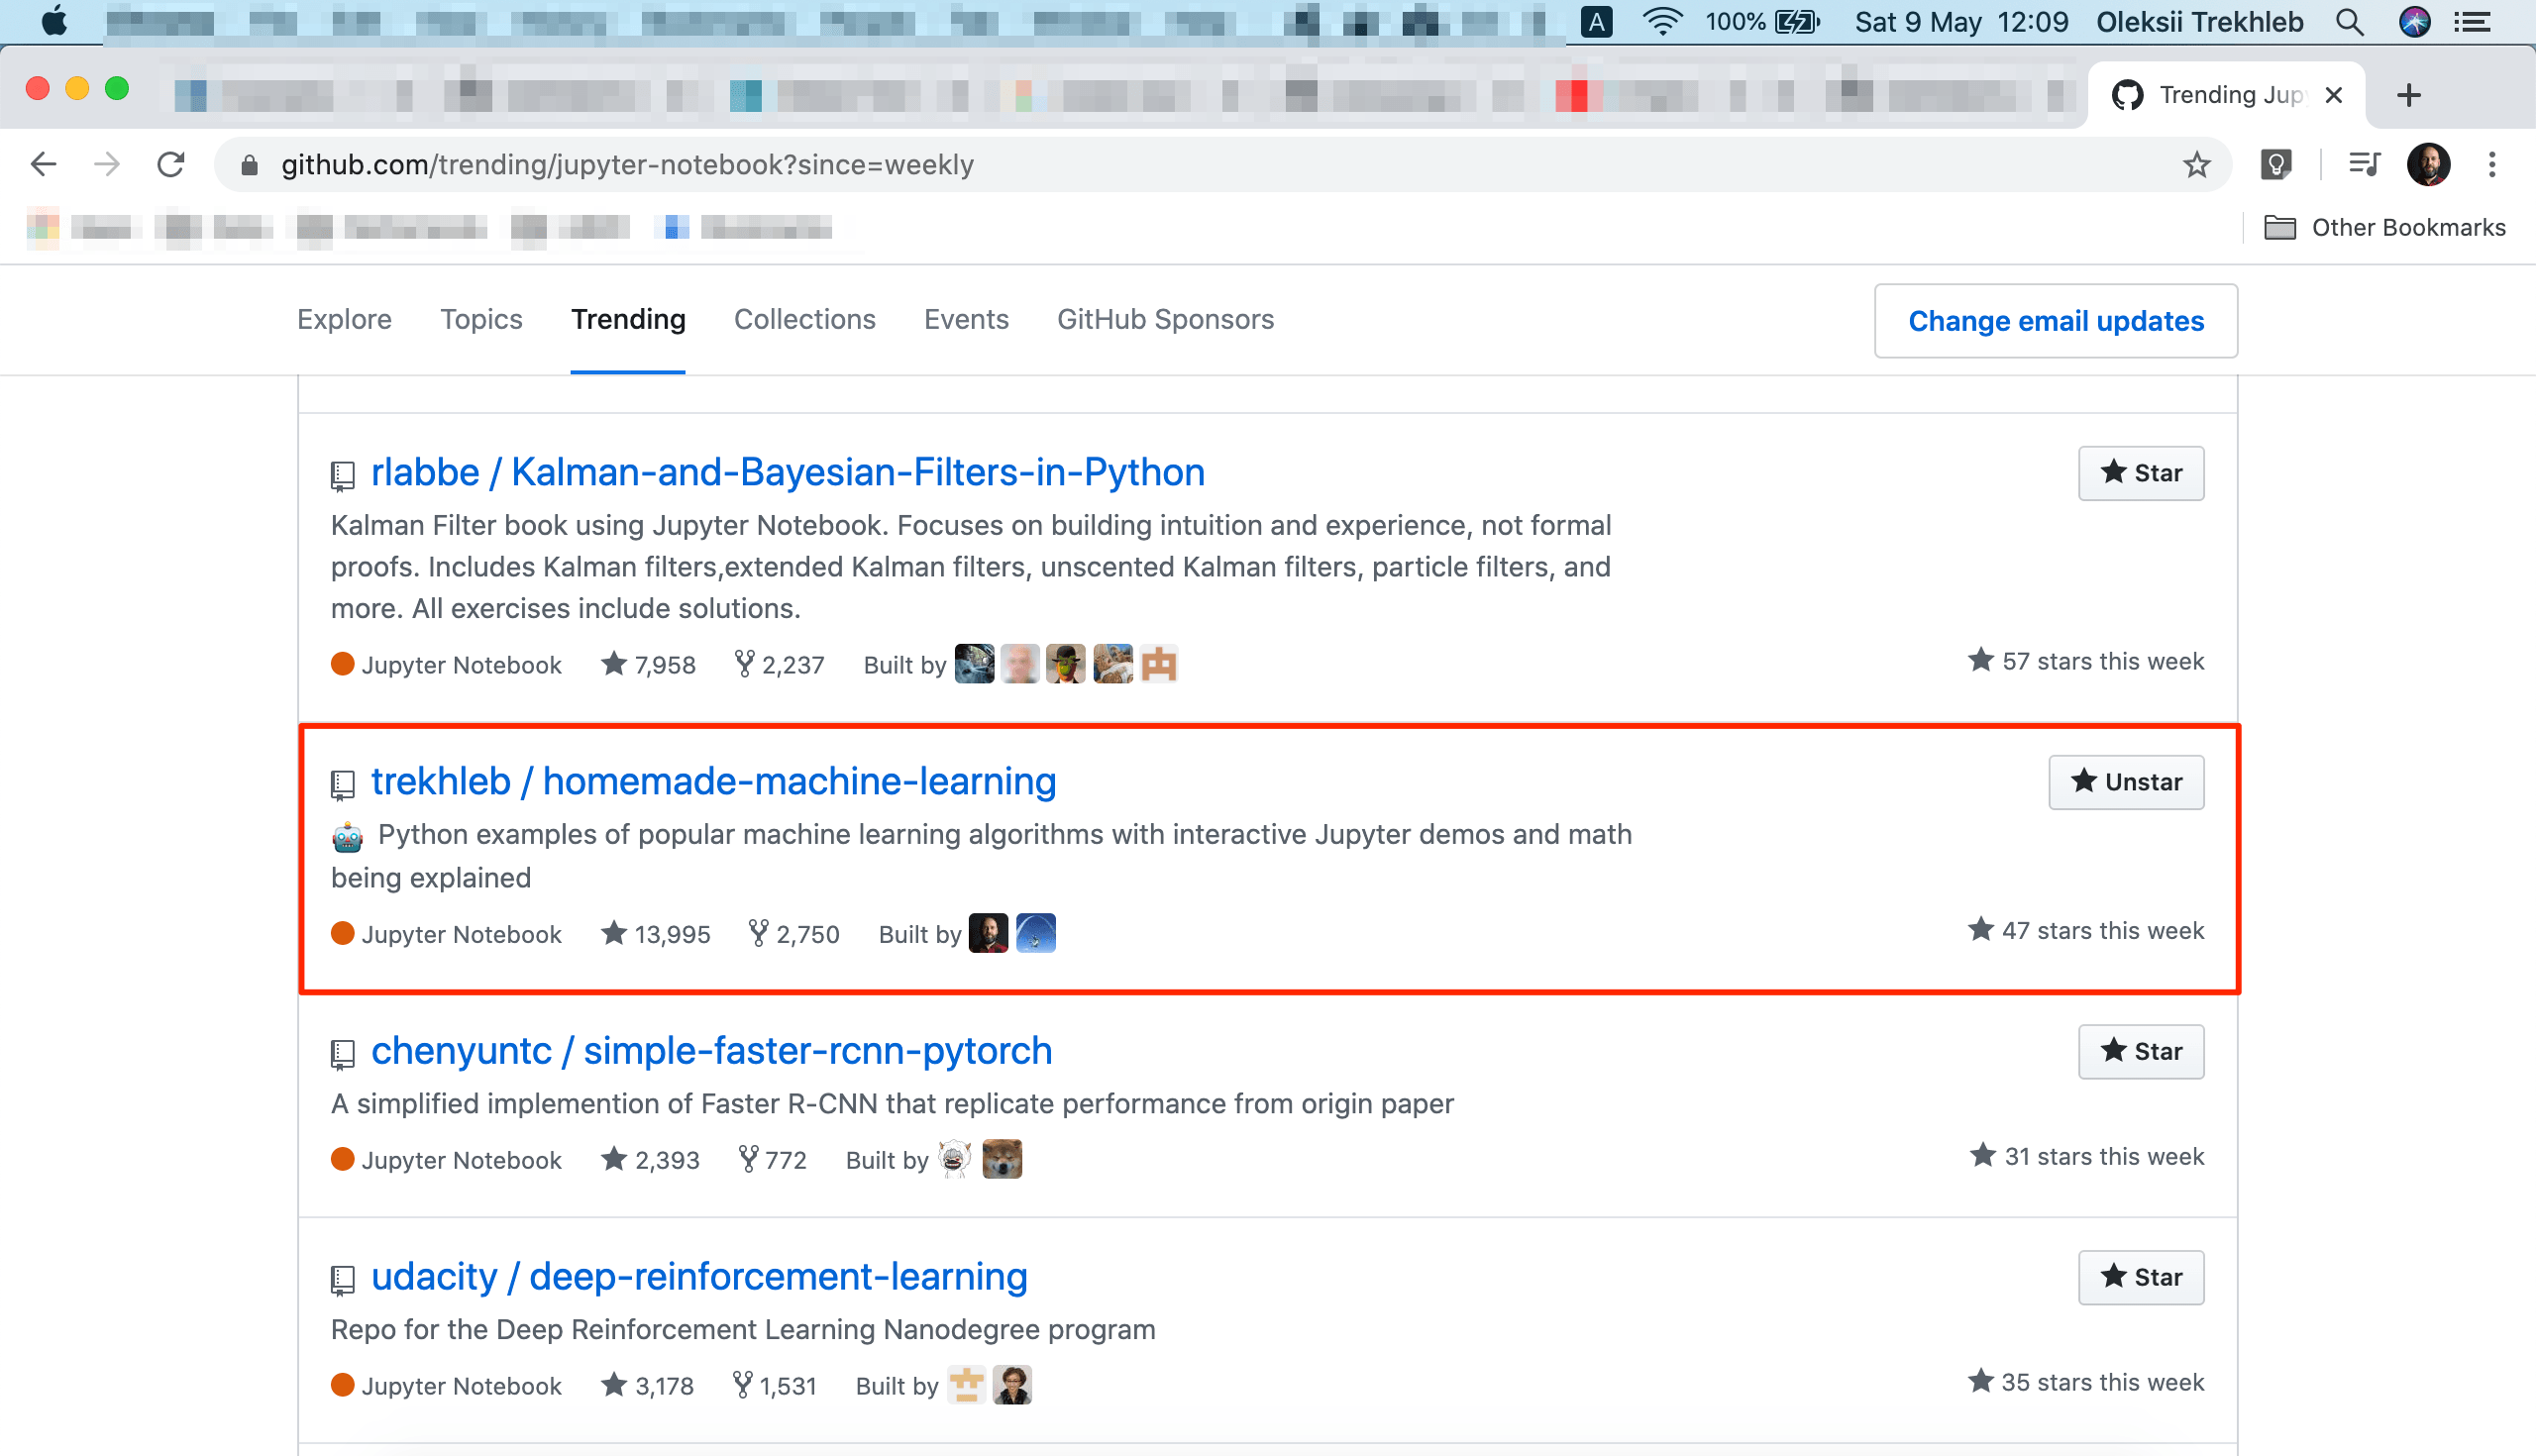 A 100% Sat 9 May 12:09 Oleksii Trekhleb
Trending Jup
github.com/trending/jupyter-notebook?since=weekly
Other Bookmarks
Explore Topics Trending Collections Events GitHub Sponsors Change email updates
rlabbe / Kalman-and-Bayesian-Filters-in-Python Star
Kalman Filter book using Jupyter Notebook. Focuses on building intuition and experience, not formal
proofs. Includes Kalman filters,extended Kalman filters, unscented Kalman filters, particle filters, and
more. All exercises include solutions.
Jupyter Notebook 7,958 2,237 Built by 57 stars this week
trekhleb / homemade-machine-learning Unstar
Python examples of popular machine learning algorithms with interactive Jupyter demos and math
being explained
Jupyter Notebook 13,995 2,750 Built by 47 stars this week
chenyuntc / simple-faster-rcnn-pytorch Star
A simplified implemention of Faster R-CNN that replicate performance from origin paper
Jupyter Notebook 2,393 772 Built by 31 stars this week
udacity / deep-reinforcement-learning Star
Repo for the Deep Reinforcement Learning Nanodegree program
Jupyter Notebook 3,178 1,531 Built by 35 stars this week